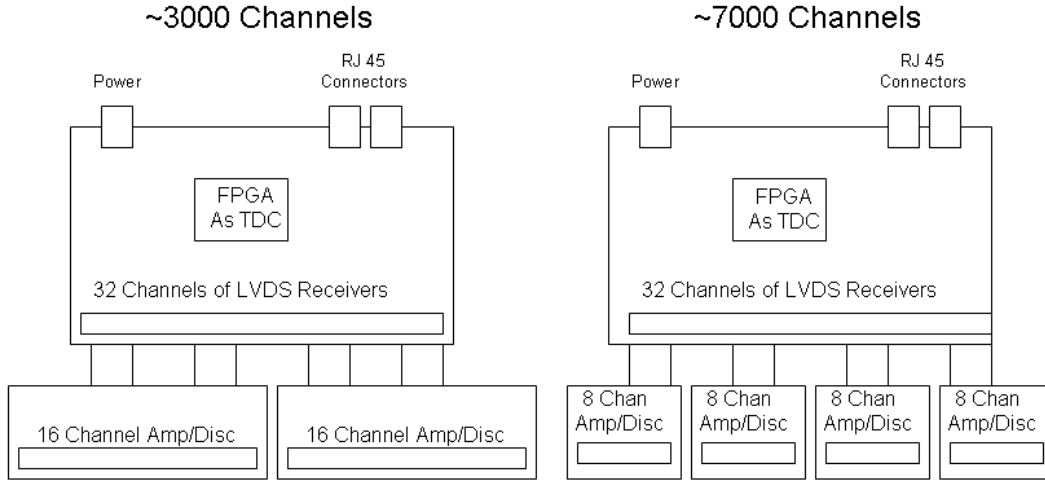 ~3000 Channels
~7000 Channels
Power
RJ 45
Connectors
Power
RJ 45
Connectors
FPGA
As TDC
FPGA
As TDC
32 Channels of LVDS Receivers
32 Channels of LVDS Receivers
16 Channel Amp/Disc
16 Channel Amp/Disc
8 Chan
Amp/Disc
8 Chan
Amp/Disc
8 Chan
Amp/Disc
8 Chan
Amp/Disc